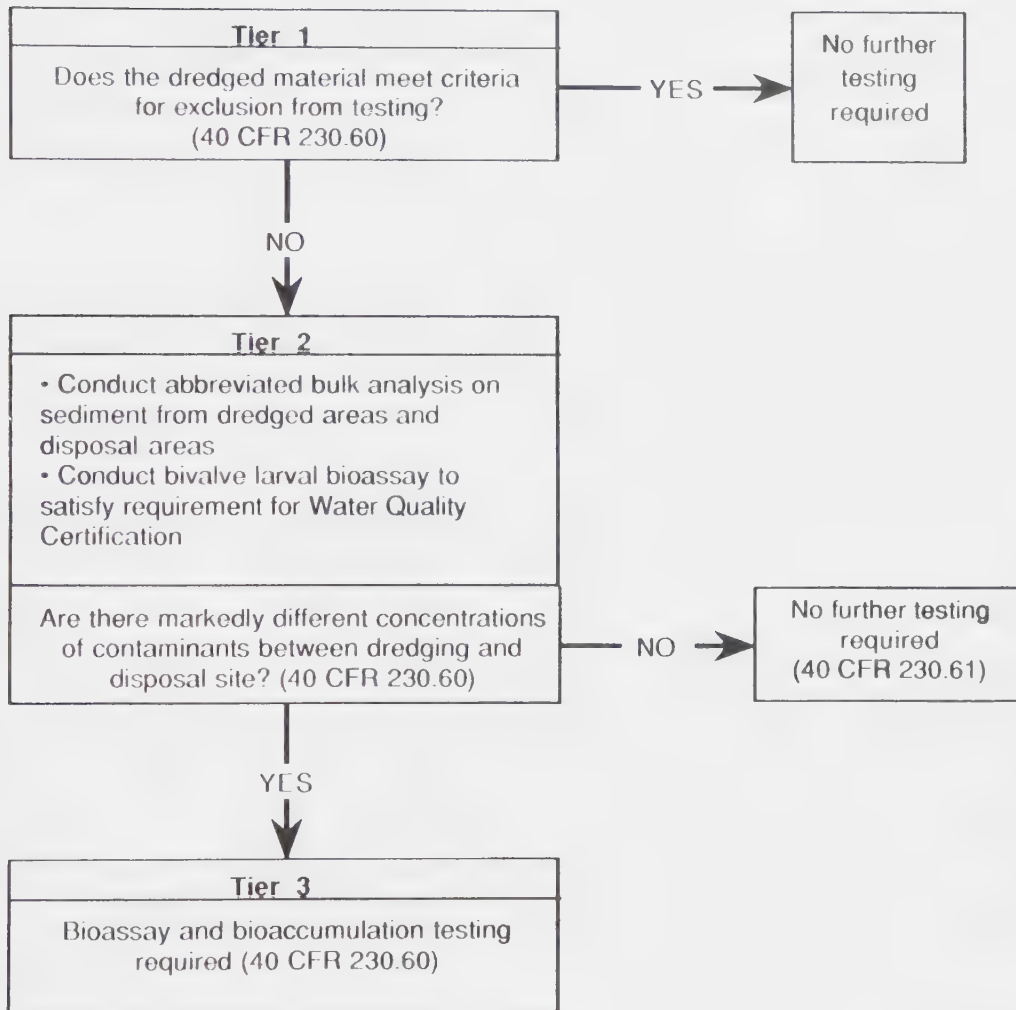 Tier 1
Does the dredged material meet criteria
for exclusion from testing?
(40 CFR 230.60)
YES
No further
testing
required
NO
Tier 2
• Conduct abbreviated bulk analysis on
sediment from dredged areas and
disposal areas
• Conduct bivalve larval bioassay to
satisfy requirement for Water Quality
Certification
Are there markedly different concentrations
of contaminants between dredging and
disposal site? (40 CFR 230.60)
NO
No further testing
required
(40 CFR 230.61)
YES
Tier 3
Bioassay and bioaccumulation testing
required (40 CFR 230.60)